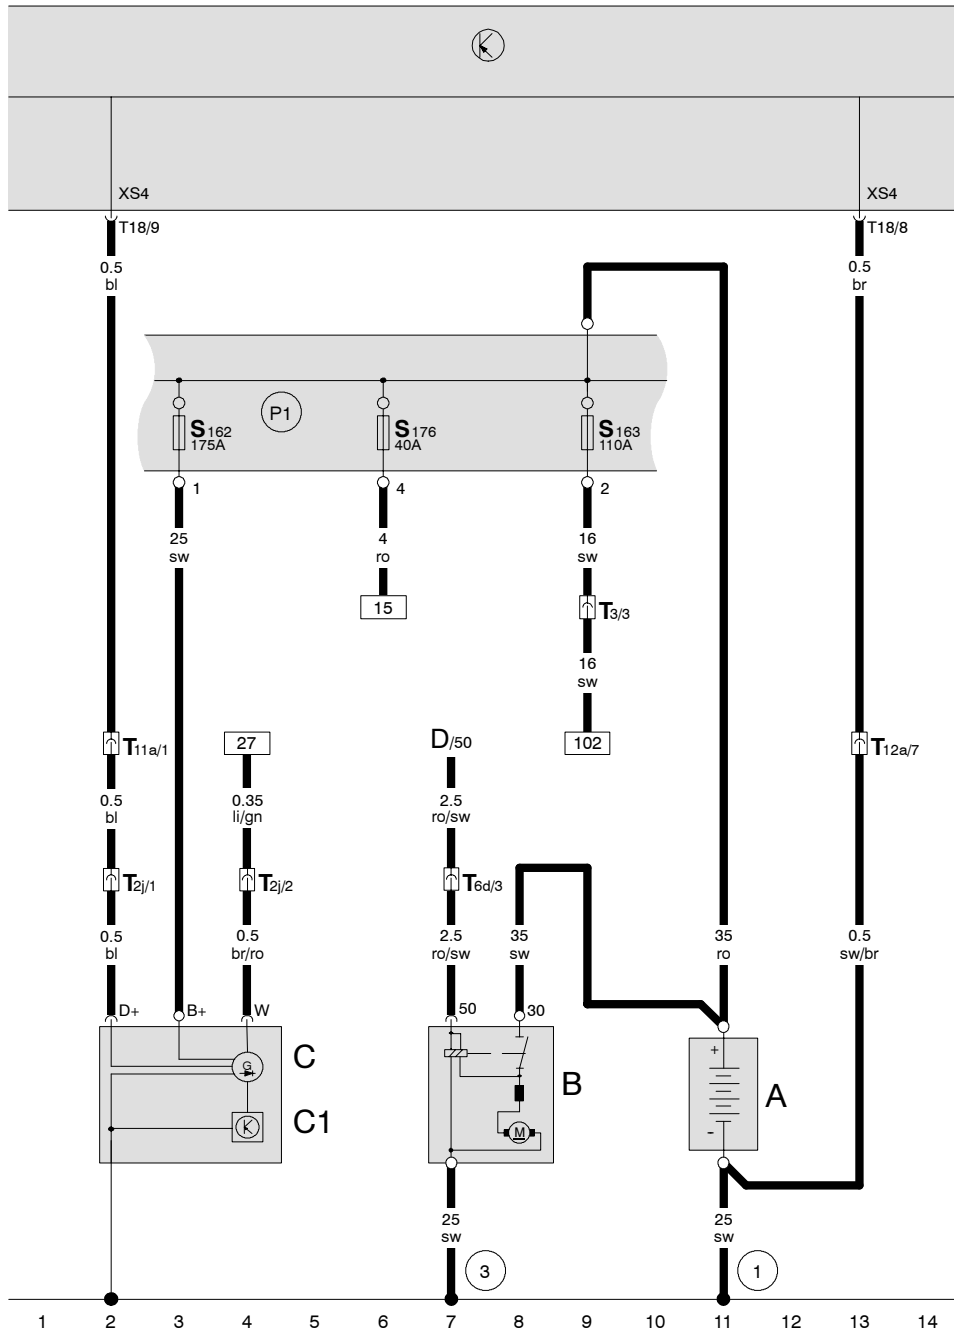 XS4 XS4
T18/9 T18/8
0.5 0.5
bl br
P1
S162 S176 S163
175A 40A 110A
1 4 2
25 4 16
sw ro sw
15 T3/3
16
sw
T11a/1 27 D/50 102 T12a/7
0.5 0.35 2.5
bl li/gn ro/sw
T2j/1 T2j/2 T6d/3
0.5 0.5 2.5 35 35 0.5
bl br/ro ro/sw sw ro sw/br
D+ B+ W 50 30
+
G C B A
C1 M -
25 25
sw sw
3 1
1 2 3 4 5 6 7 8 9 10 11 12 13 14